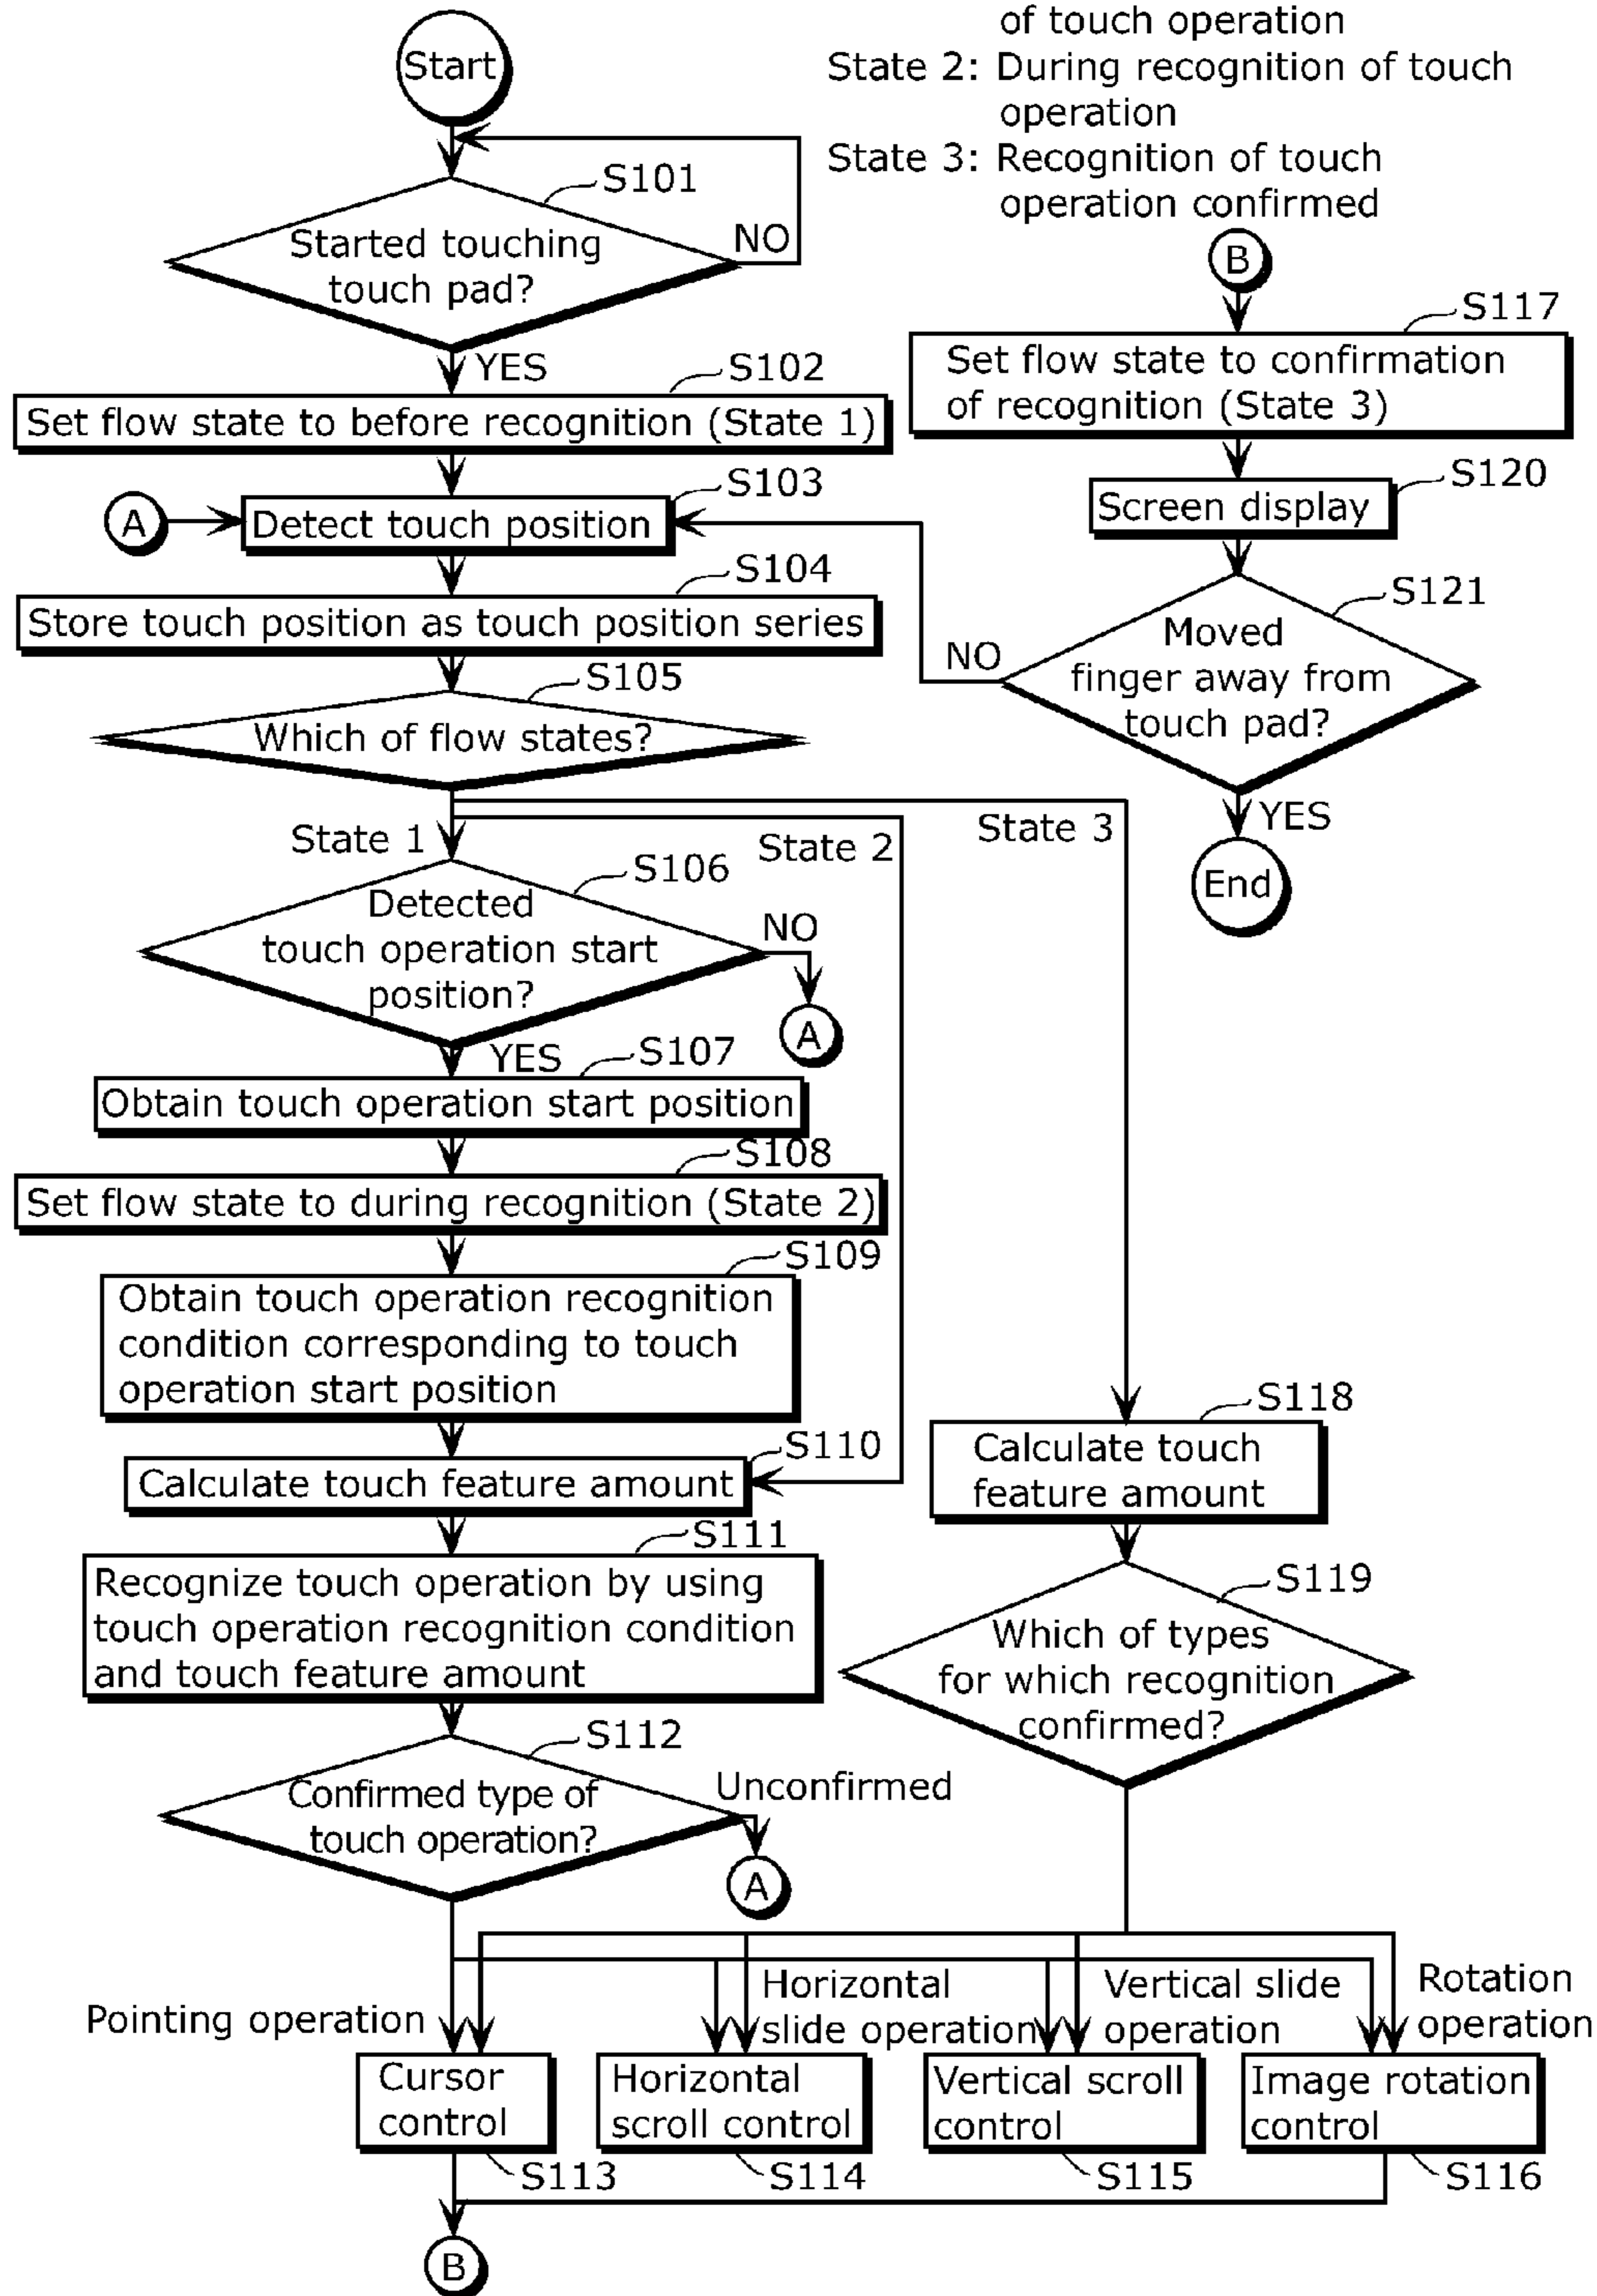 Start
of touch operation
State 2: During recognition of touch
operation
State 3: Recognition of touch
operation confirmed
S101
Started touching
touch pad?
NO
YES
S102
Set flow state to before recognition (State 1)
A
S103
Detect touch position
S104
Store touch position as touch position series
S105
Which of flow states?
State 1
State 2
State 3
S106
Detected
touch operation start
position?
NO
A
YES
S107
Obtain touch operation start position
S108
Set flow state to during recognition (State 2)
S109
Obtain touch operation recognition
condition corresponding to touch
operation start position
S110
Calculate touch feature amount
S111
Recognize touch operation by using
touch operation recognition condition
and touch feature amount
S112
Confirmed type of
touch operation?
Unconfirmed
A
B
S117
Set flow state to confirmation
of recognition (State 3)
S120
Screen display
S121
Moved
finger away from
touch pad?
NO
YES
End
S118
Calculate touch
feature amount
S119
Which of types
for which recognition
confirmed?
Pointing operation
Horizontal
slide operation
Vertical slide
operation
Rotation
operation
Cursor
control
S113
Horizontal
scroll control
S114
Vertical scroll
control
S115
Image rotation
control
S116
B